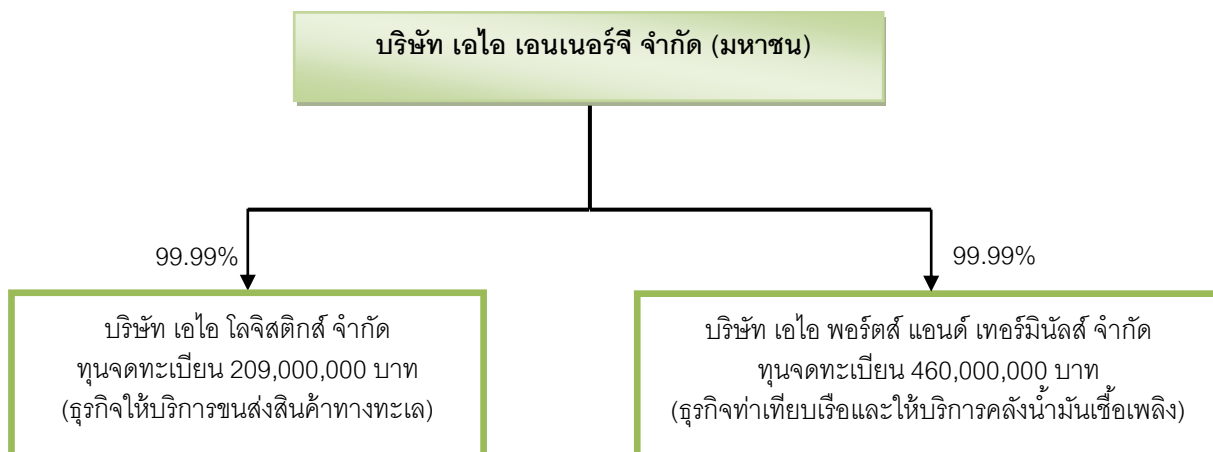 บริษัท เอไอ เอนเนอร์จี จำกัด (มหาชน)
99.99%
99.99%
บริษัท เอไอ โลจิสติกส์ จำกัด
ทุนจดทะเบียน 209,000,000 บาท
(ธุรกิจให้บริการขนส่งสินค้าทางทะเล)
บริษัท เอไอ พอร์ตส์ แอนด์ เทอร์มินัลส์ จำกัด
ทุนจดทะเบียน 460,000,000 บาท
(ธุรกิจท่าเทียบเรือและให้บริการคลังน้ำมันเชื้อเพลิง)